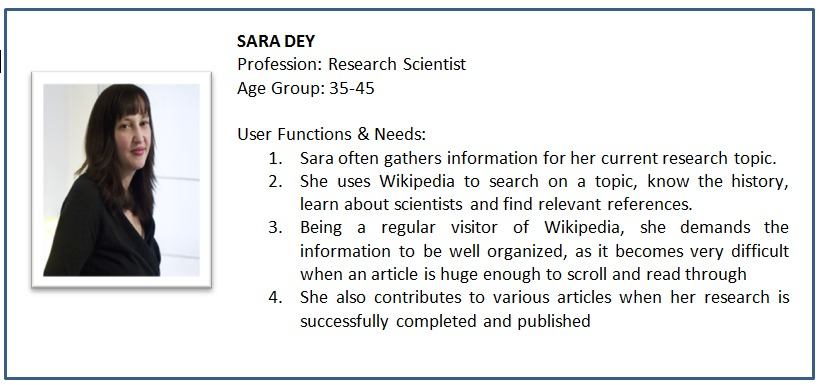 SARA DEY
Profession: Research Scientist
Age Group: 35-45
User Functions & Needs:
1. Sara often gathers information for her current research topic.
2. She uses Wikipedia to search on a topic, know the history,
learn about scientists and find relevant references.
3. Being a regular visitor of Wikipedia, she demands the
information to be well organized, as it becomes very difficult
when an article is huge enough to scroll and read through
4. She also contributes to various articles when her research is
successfully completed and published